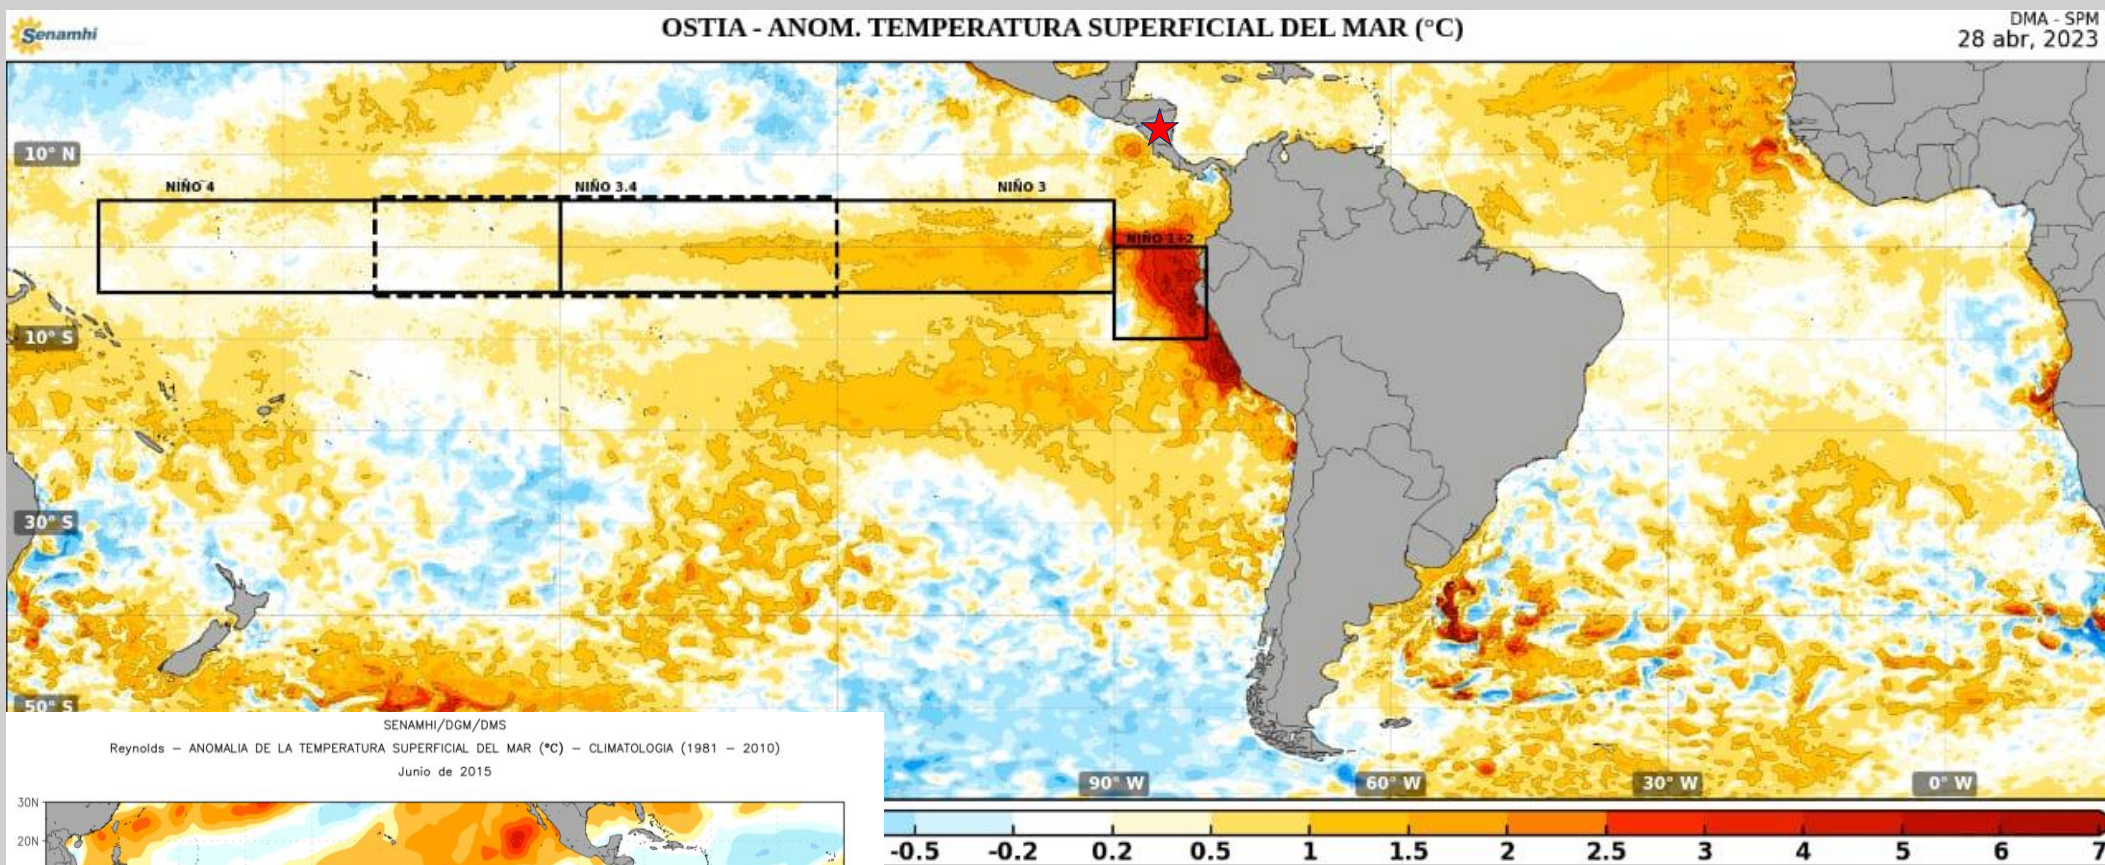 Senamhi
OSTIA - ANOM. TEMPERATURA SUPERFICIAL DEL MAR (°C)
DMA - SPM
28 abr, 2023
10° N
NIÑO 4
NIÑO 3.4
NIÑO 3
NIÑO 1+2
10° S
30° S
50° S
90° W
60° W
30° W
0° W
-0.5 -0.2 0.2 0.5 1 1.5 2 2.5 3 4 5 6 7
SENAMHI/DGM/DMS
Reynolds – ANOMALIA DE LA TEMPERATURA SUPERFICIAL DEL MAR (°C) – CLIMATOLOGIA (1981 – 2010)
Junio de 2015
30N
20N